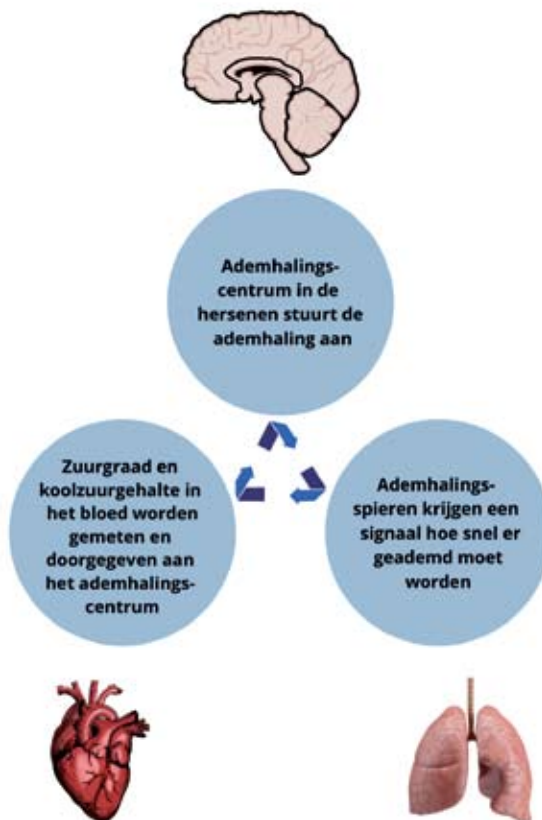 Ademhalings-
centrum in de
hersenen stuurt de
ademhaling aan
Zuurgraad en
koolzuurgehalte in
het bloed worden
gemeten en
doorgegeven aan
het ademhalings-
centrum
Ademhalings-
spieren krijgen een
signaal hoe snel er
geademd moet
worden